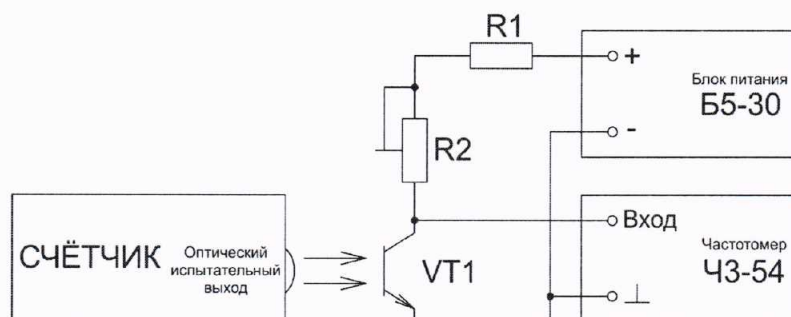 R1
+
Блок питания
Б5-30
-
R2
СЧЁТЧИК
Оптический
испытательный
выход
VT1
Вход
Частотомер
Ч3-54